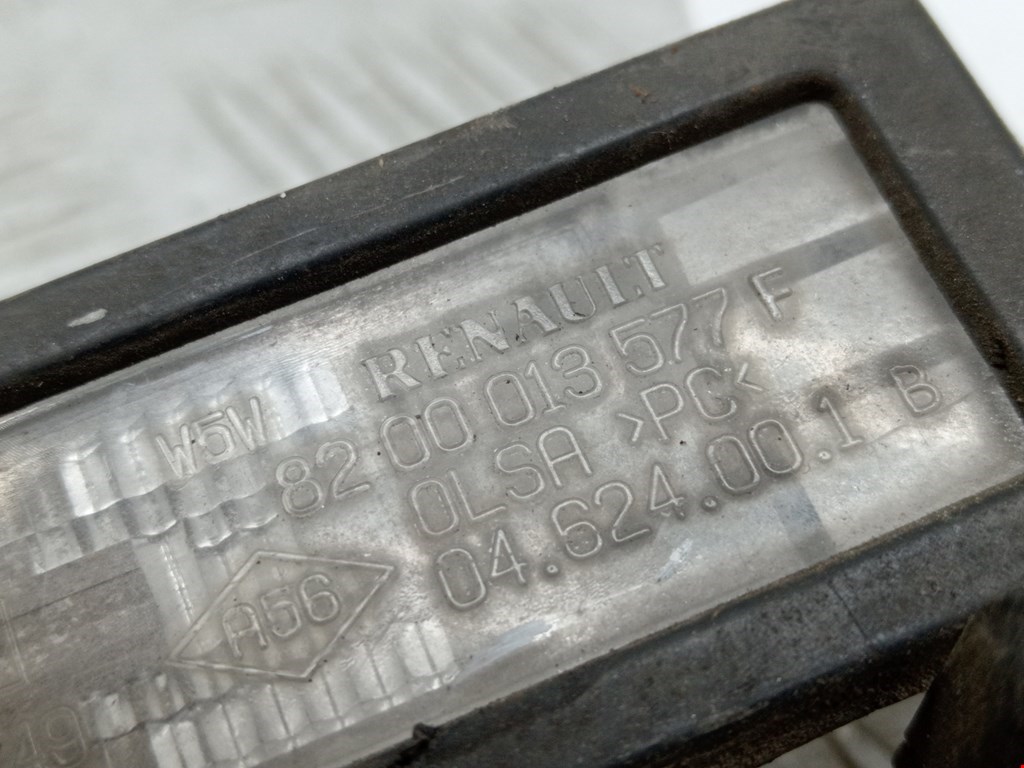 RENAULT
W5W
82 00 013 577 F
OLSA >PC<
04.624.00.1 B
A56